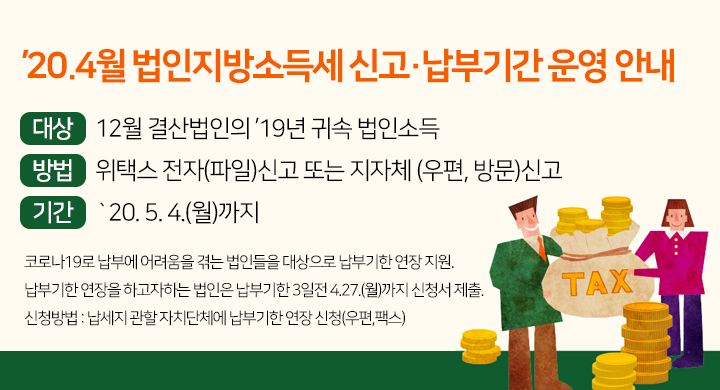 ’20.4월 법인지방소득세 신고·납부기간 운영 안내
대상 12월 결산법인의 ’19년 귀속 법인소득
방법 위택스 전자(파일)신고 또는 지자체 (우편, 방문)신고
기간 `20. 5. 4.(월)까지
코로나19로 납부에 어려움을 겪는 법인들을 대상으로 납부기한 연장 지원.
납부기한 연장을 하고자하는 법인은 납부기한 3일전 4.27.(월)까지 신청서 제출.
신청방법 : 납세지 관할 자치단체에 납부기한 연장 신청(우편,팩스)
TAX